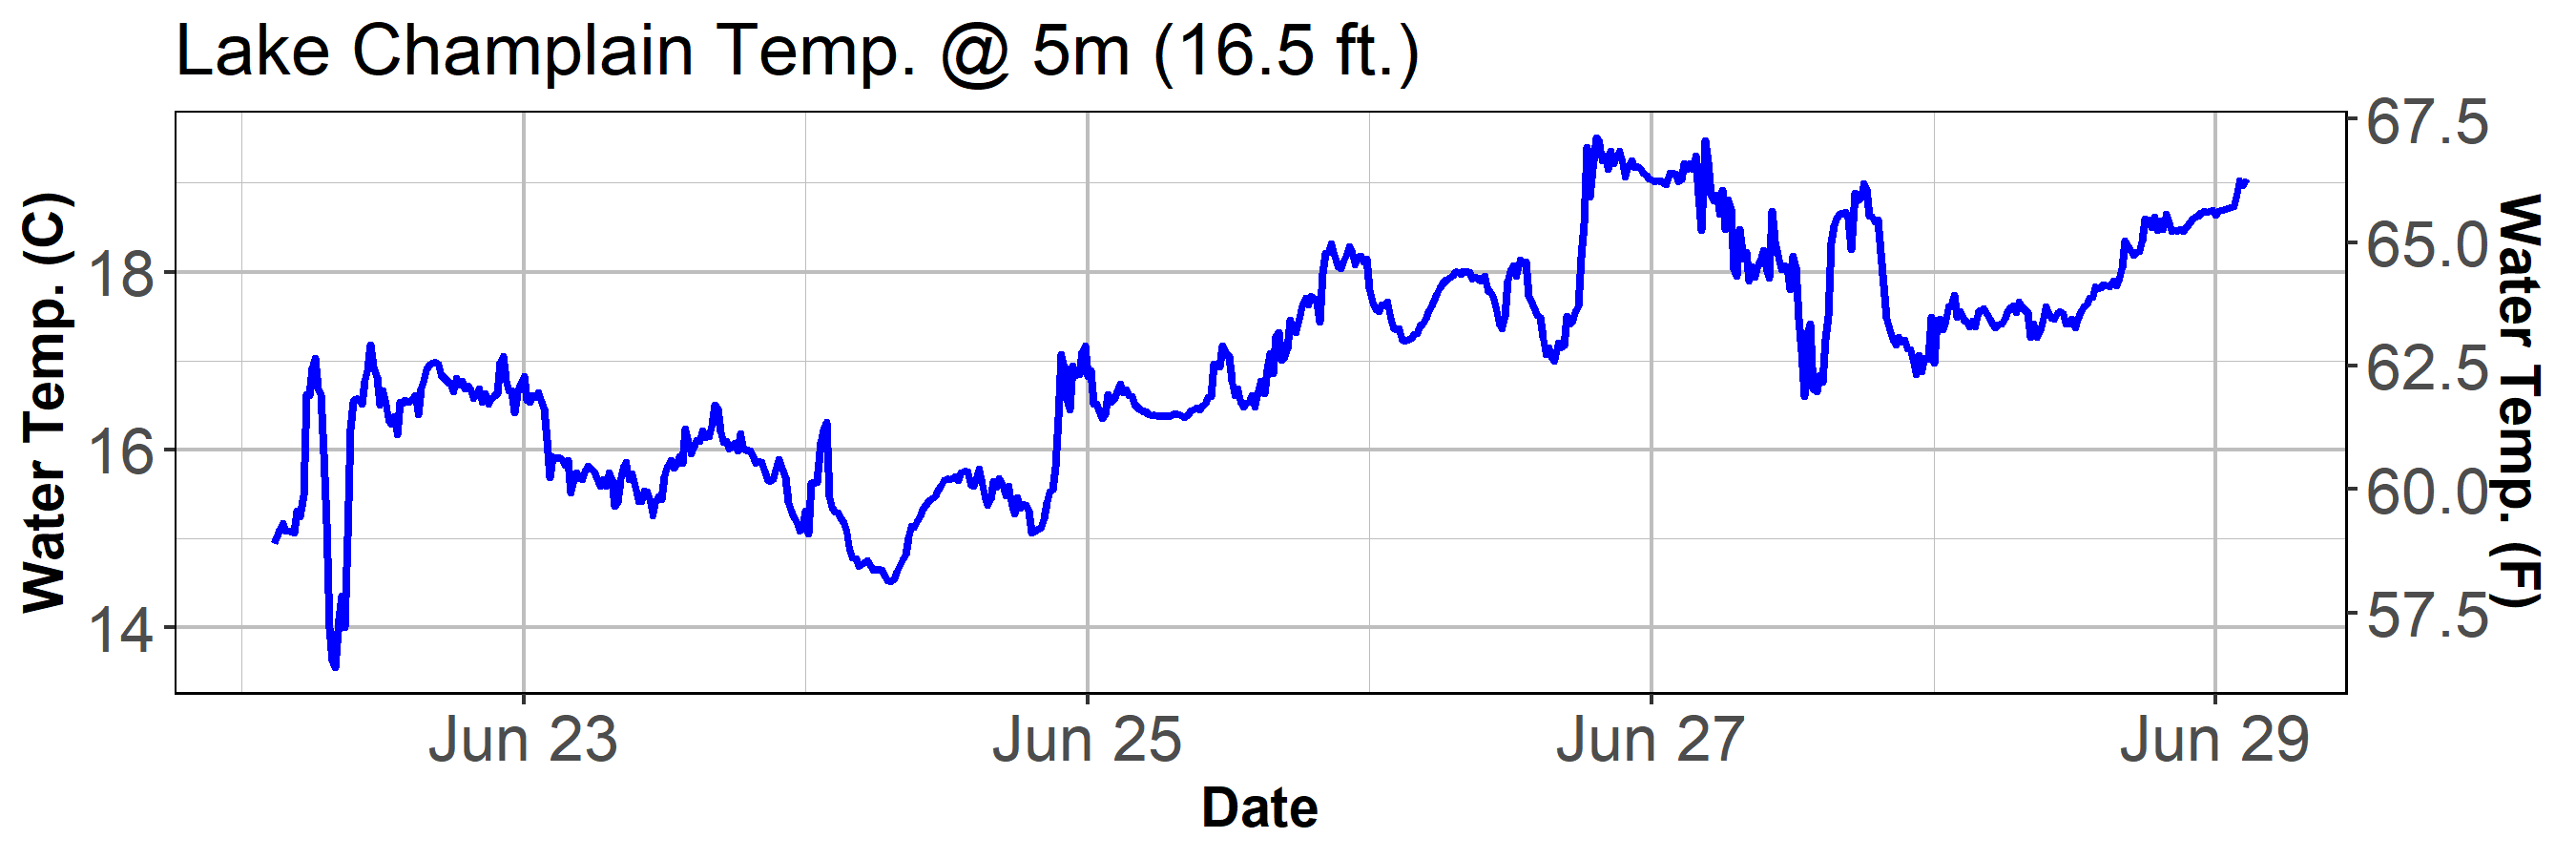 Lake Champlain Temp. @ 5m (16.5 ft.)
Water Temp. (C)
18
16
14
67.5
65.0
62.5
60.0
57.5
Water Temp. (F)
Jun 23 Jun 25 Jun 27 Jun 29
Date